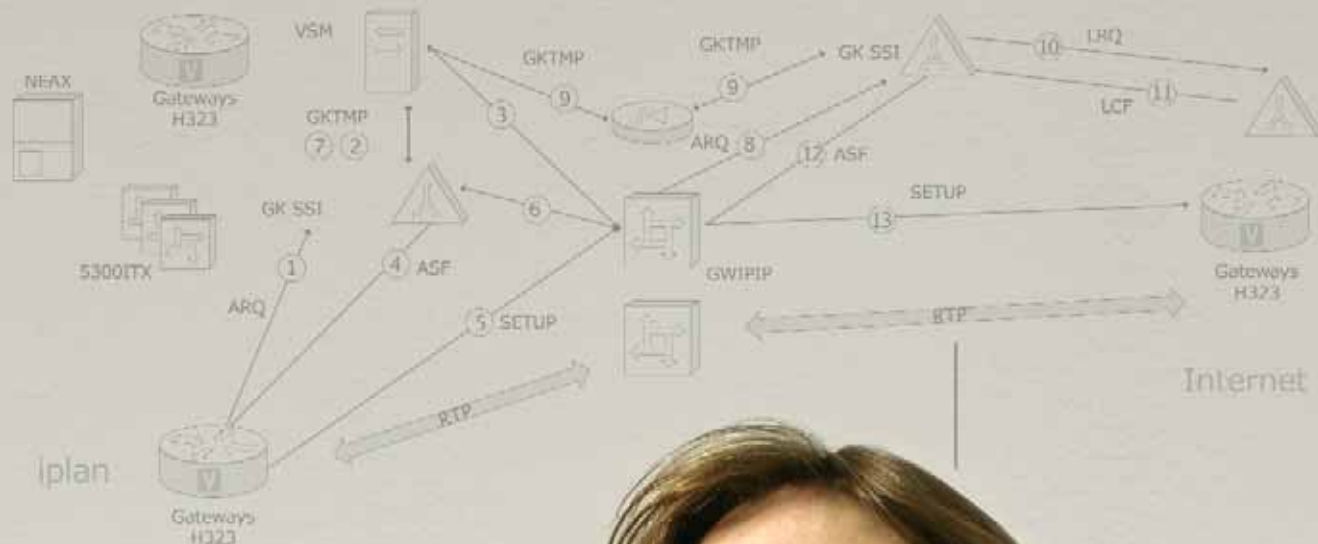 VSM
GKTMP
GKTMP
GK SSI
10
LRQ
NEAX
Gateways
H323
9
9
11
LCF
3
GKTMP
7 2
ARQ 8
12 ASF
SETUP
6
13
GK SSI
5300ITX
1
4 ASF
GWIPIP
Gateways
H323
ARQ
5 SETUP
RTP
Internet
RTP
iplan
V
V
V
Gateways
H323